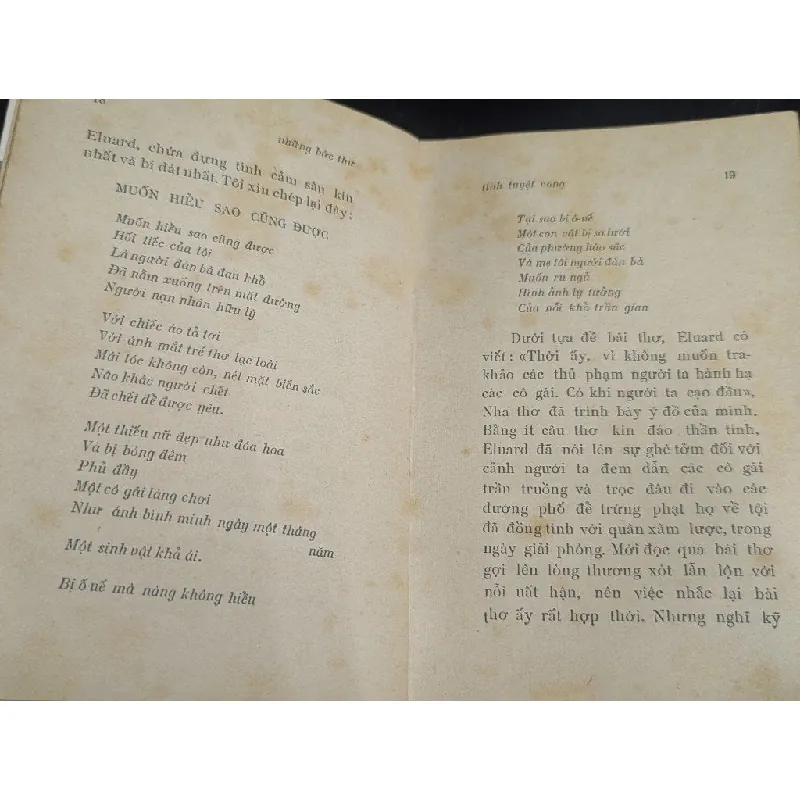 18
những bức thư
Eluard, chứa đựng tình cảm sâu kín
nhất và bi đát nhất. Tôi xin chép lại đây:
MUỐN HIỂU SAO CŨNG ĐƯỢC
Muốn hiểu sao cũng được
Hối tiếc của tôi
Là người đàn bà đau khổ
Đã nằm xuống trên mặt đường
Người nạn nhân hữu lý
Với chiếc áo tả tơi
Với ánh mắt trẻ thơ lạc loài
Mái tóc không còn, nét mặt biến sắc
Nào khác người chết
Đã chết để được yêu.
Một thiếu nữ đẹp như đóa hoa
Và bị bóng đêm
Phủ đầy
Một cô gái lảng chơi
Như ánh bình minh ngày một tháng
năm
Một sinh vật khả ái.
Bị ố uế mà nàng không hiểu
tình tuyệt vọng
19
Tại sao bị ô uế
Một con vật bị sa lưới
Của phường háo sắc
Và mẹ tôi người đàn bà
Muốn ru ngủ
Hình ảnh lý tưởng
Của nỗi khổ trần gian
Dưới tựa đề bài thơ, Eluard có
viết: «Thời ấy, vì không muốn tra-
khảo các thủ phạm người ta hành hạ
các cô gái. Có khi người ta cạo đầu»,
Nhà thơ đã trình bày ý đồ của mình.
Bằng ít câu thơ kín đáo thần tình,
Eluard đã nói lên sự ghê tởm đối với
cảnh người ta đem dẫn các cô gái
trần truồng và trọc đầu đi vào các
đường phố để trừng phạt họ về tội
đã đồng tình với quân xâm lược, trong
ngày giải phóng. Mới đọc qua bài thơ
gợi lên lòng thương xót lẫn lộn với
nỗi uất hận, nên việc nhắc lại bài
thơ ấy rất hợp thời. Nhưng nghĩ kỹ